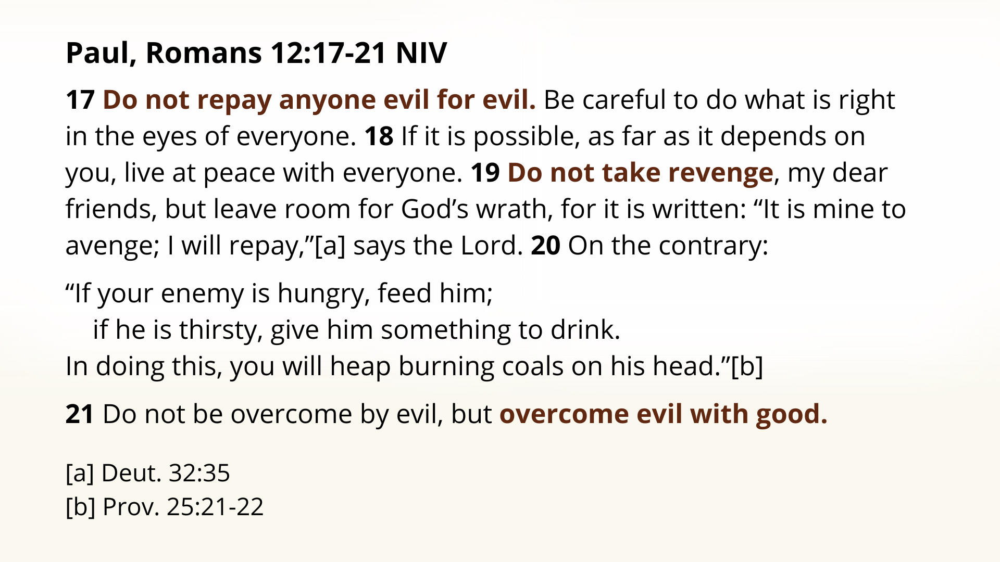 Paul, Romans 12:17-21 NIV
17 Do not repay anyone evil for evil. Be careful to do what is right
in the eyes of everyone. 18 If it is possible, as far as it depends on
you, live at peace with everyone. 19 Do not take revenge, my dear
friends, but leave room for God’s wrath, for it is written: “It is mine to
avenge; I will repay,”[a] says the Lord. 20 On the contrary:
“If your enemy is hungry, feed him;
if he is thirsty, give him something to drink.
In doing this, you will heap burning coals on his head.”[b]
21 Do not be overcome by evil, but overcome evil with good.
[a] Deut. 32:35
[b] Prov. 25:21-22